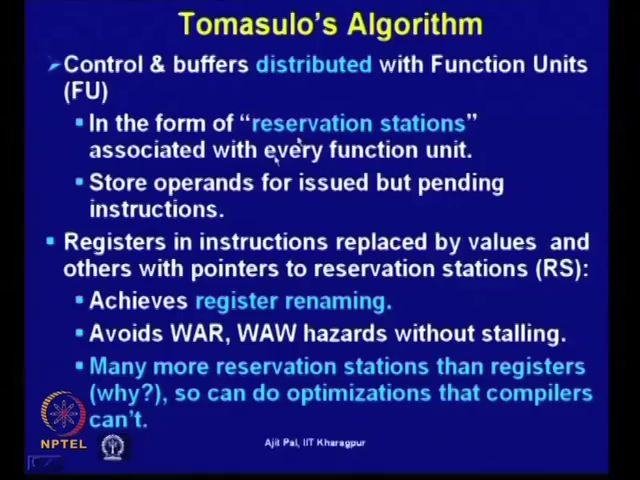 Tomasulo's Algorithm
Control & buffers distributed with Function Units
(FU)
In the form of “reservation stations”
associated with every function unit.
Store operands for issued but pending
instructions.
Registers in instructions replaced by values and
others with pointers to reservation stations (RS):
Achieves register renaming.
Avoids WAR, WAW hazards without stalling.
Many more reservation stations than registers
(why?), so can do optimizations that compilers
can't.
NPTEL
Ajit Pal, IIT Kharagpur